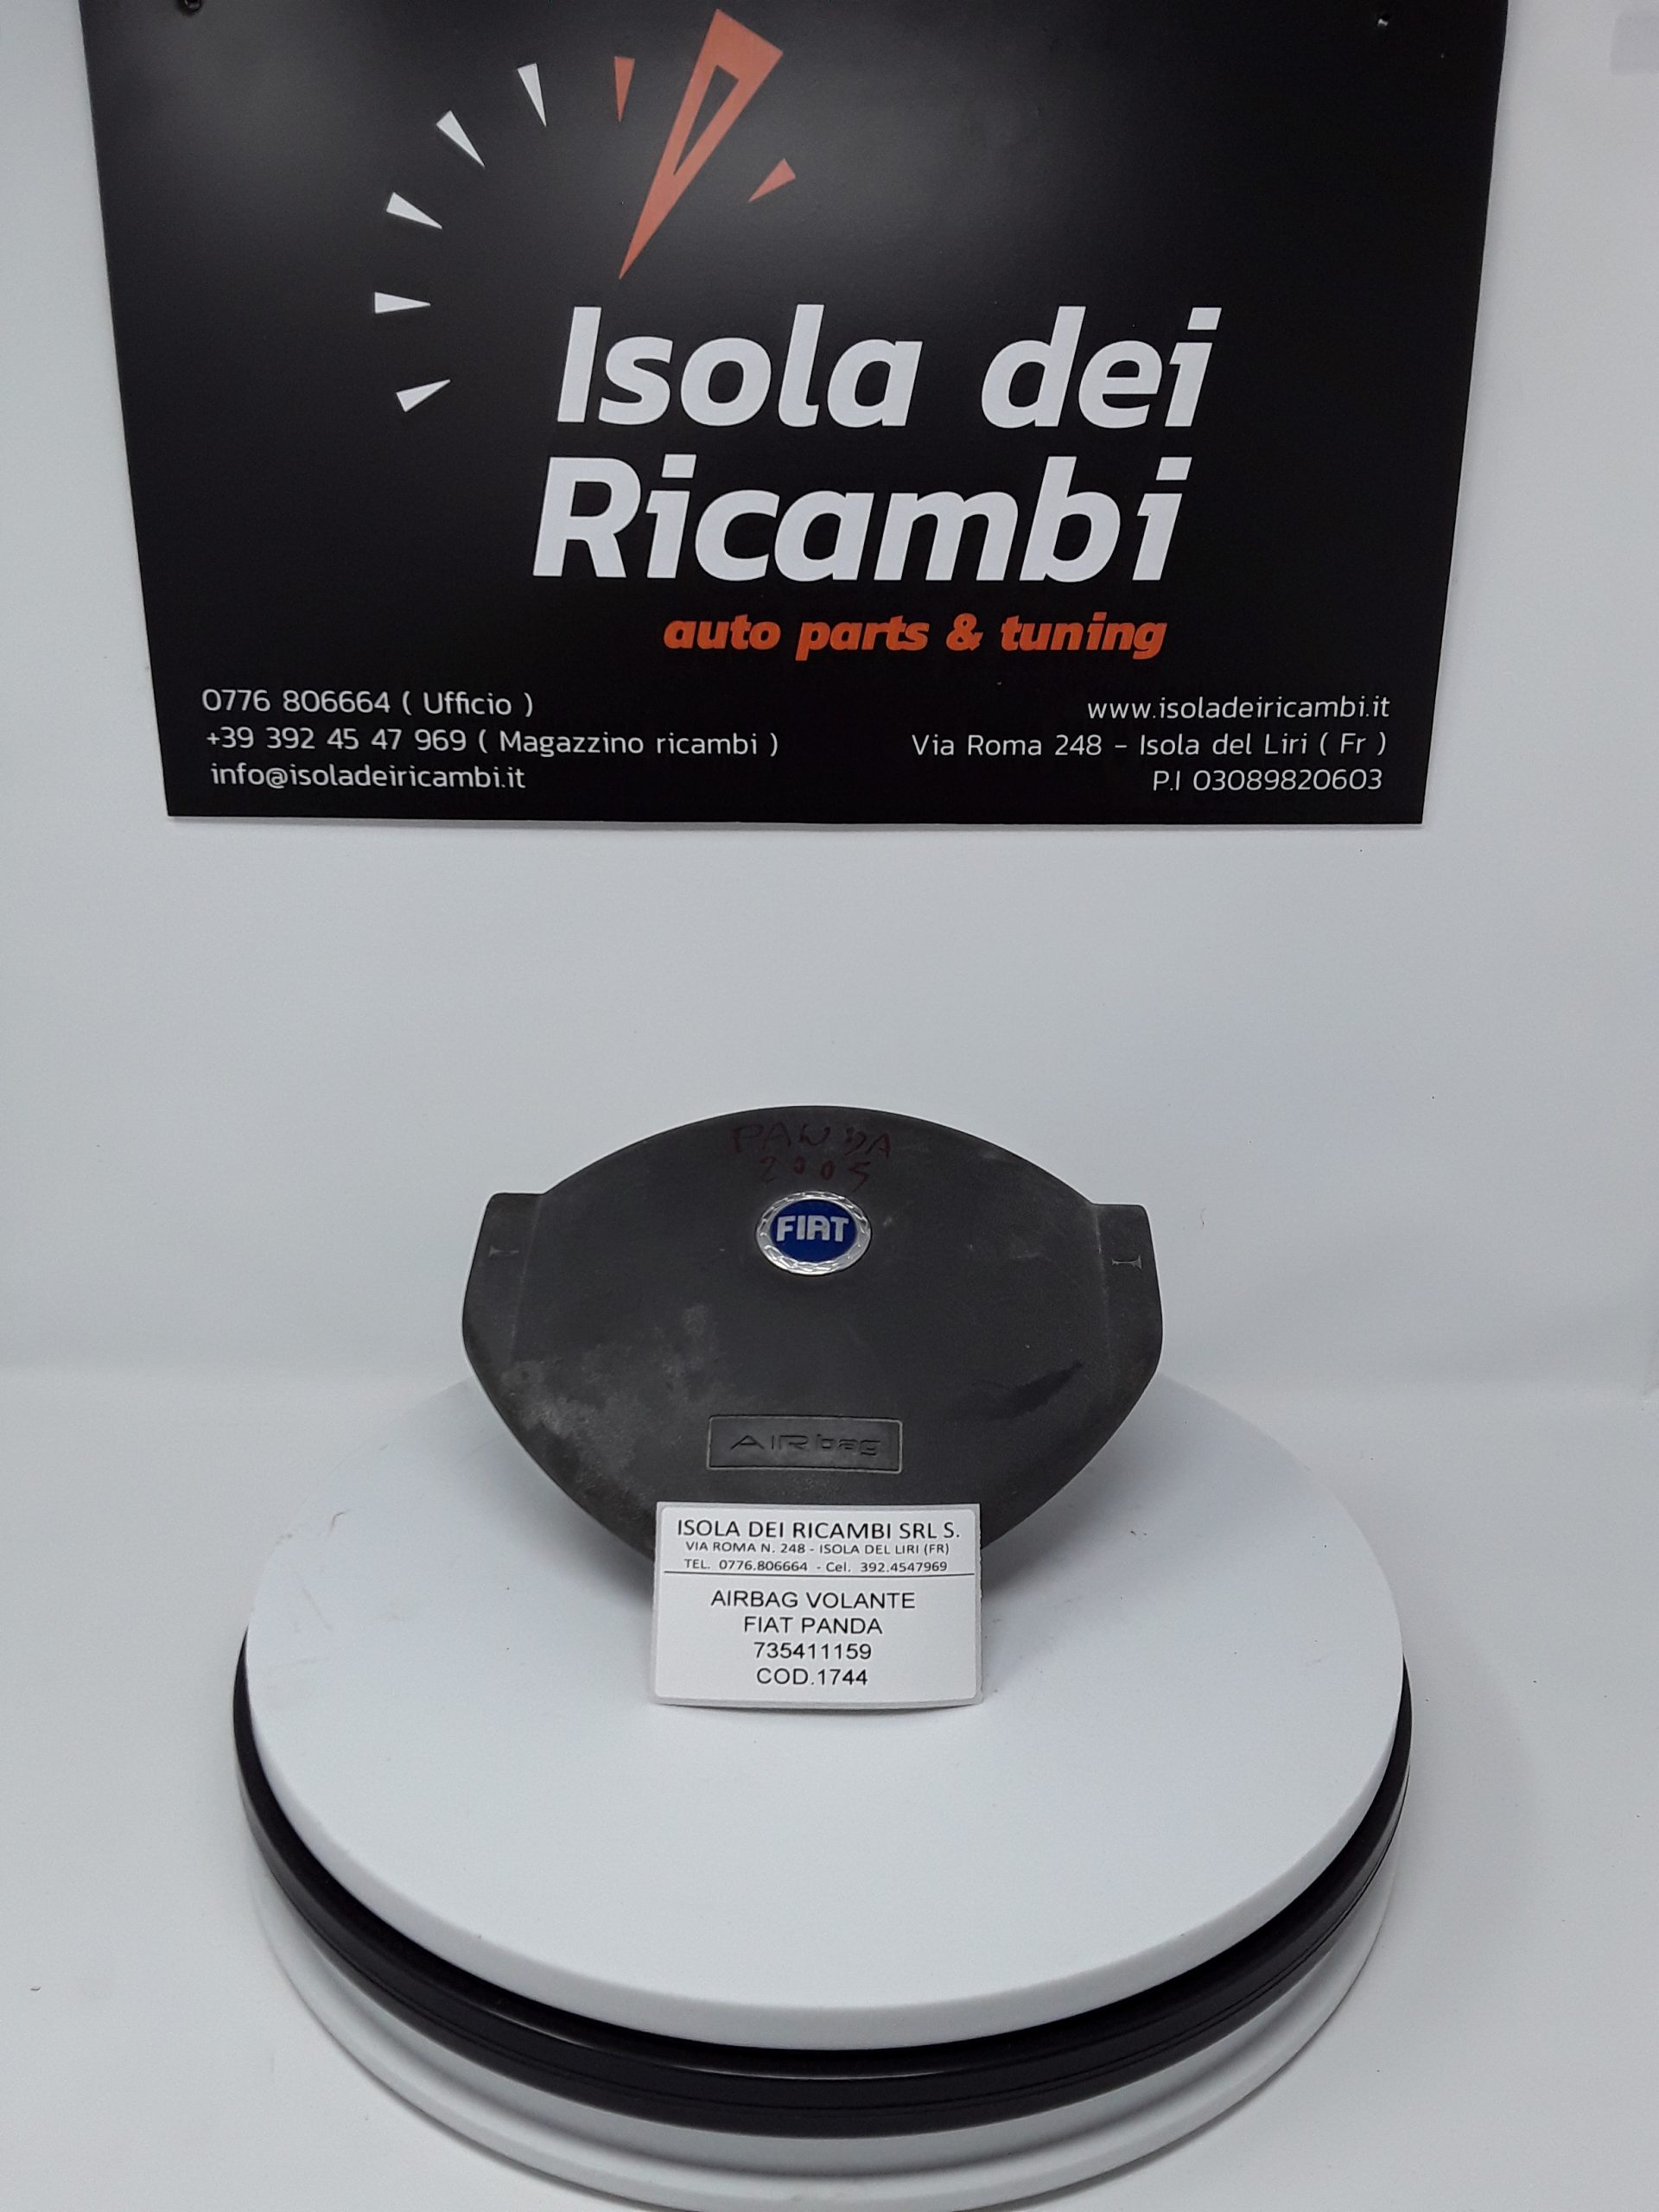 Isola dei
Ricambi
auto parts & tuning
0776 806664 ( Ufficio )
+39 392 45 47 969 ( Magazzino ricambi )
info@isoladeiricambi.it
www.isoladeiricambi.it
Via Roma 248 - Isola del Liri ( Fr )
P.I 03089820603
PANDA
2005
FIAT
AIRbag
ISOLA DEI RICAMBI SRL S.
VIA ROMA N. 248 - ISOLA DEL LIRI (FR)
TEL. 0776.806664 - Cel. 392.4547969
AIRBAG VOLANTE
FIAT PANDA
735411159
COD.1744